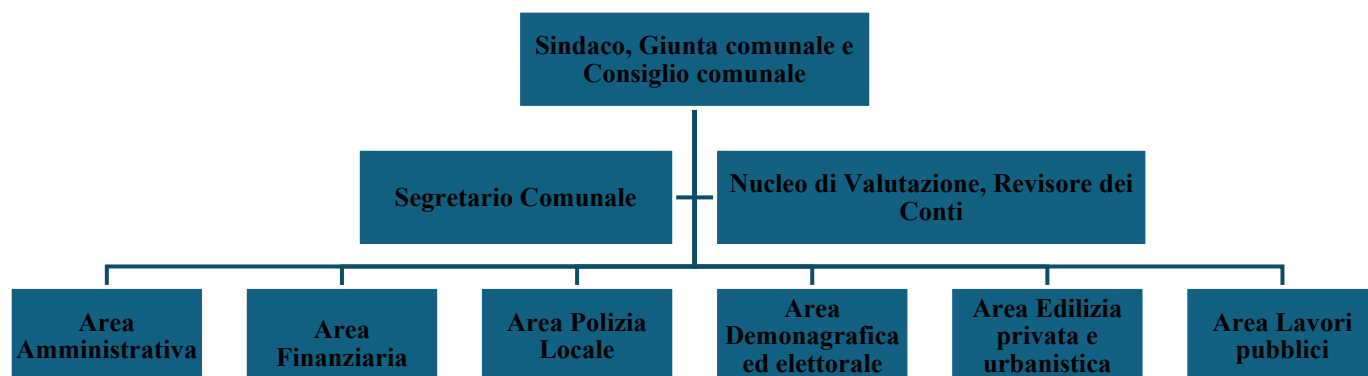 Sindaco, Giunta comunale e
Consiglio comunale
Segretario Comunale
Nucleo di Valutazione, Revisore dei
Conti
Area
Amministrativa
Area
Finanziaria
Area Polizia
Locale
Area
Demonagrafica
ed elettorale
Area Edilizia
privata e
urbanistica
Area Lavori
pubblici